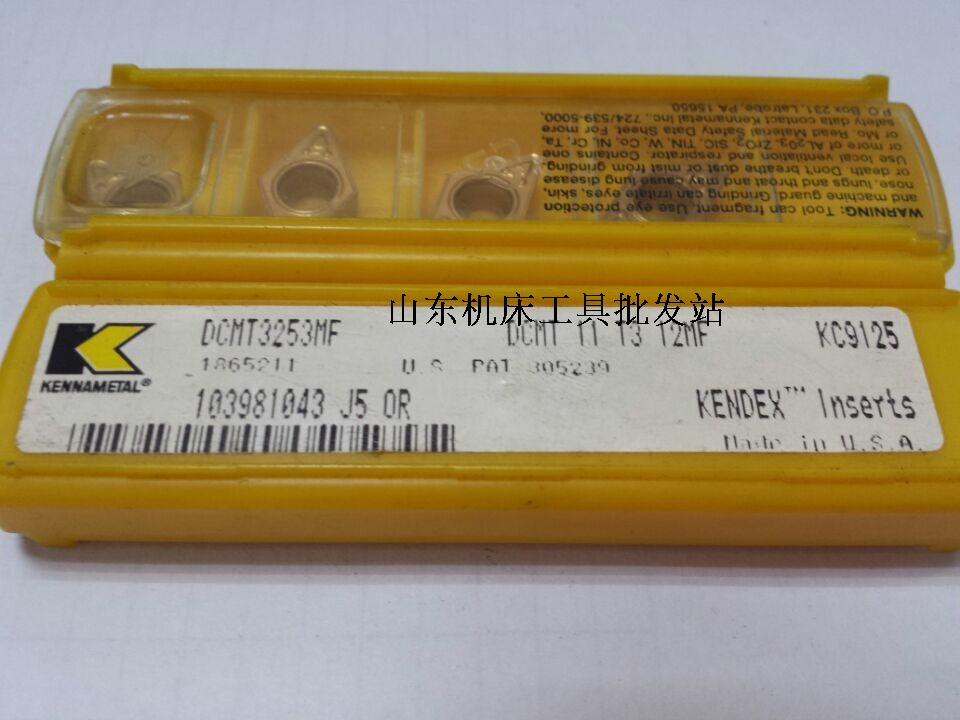 WARNING: Tool can fragment. Use eye protection
and machine guard. Grinding can irritate eyes, skin,
nose, lungs and throat and may cause lung disease
or death. Don't breathe dust or mist from grinding.
Use local ventilation and respirator. Contains one
or more of AL2O3, ZrO2, SIC, TIN, W, Co, Ni, Cr, Ta,
or Mo Read Material Safety Data Sheet. For more
safety data contact Kennametal Inc. 724/539-5000,
P.O. Box 231, Latrobe, PA 15650.
山东机床工具批发站
DCMT3253MF DCMT 11 T3 12MF KC9125
1865211 U.S. PAT 305239
KENNAMETAL®
103981043 J5 OR KENDEX™ Inserts
Made in U.S.A.